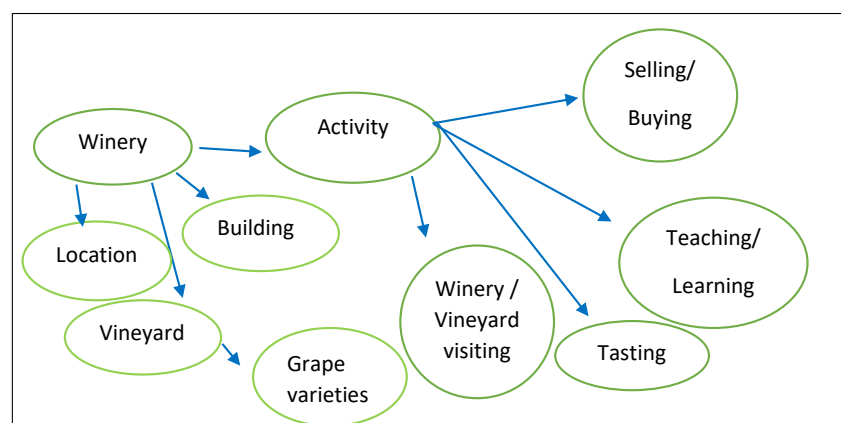 Selling/
Buying
Activity
Winery
Building
Location
Teaching/
Learning
Winery /
Vineyard
visiting
Vineyard
Tasting
Grape
varieties